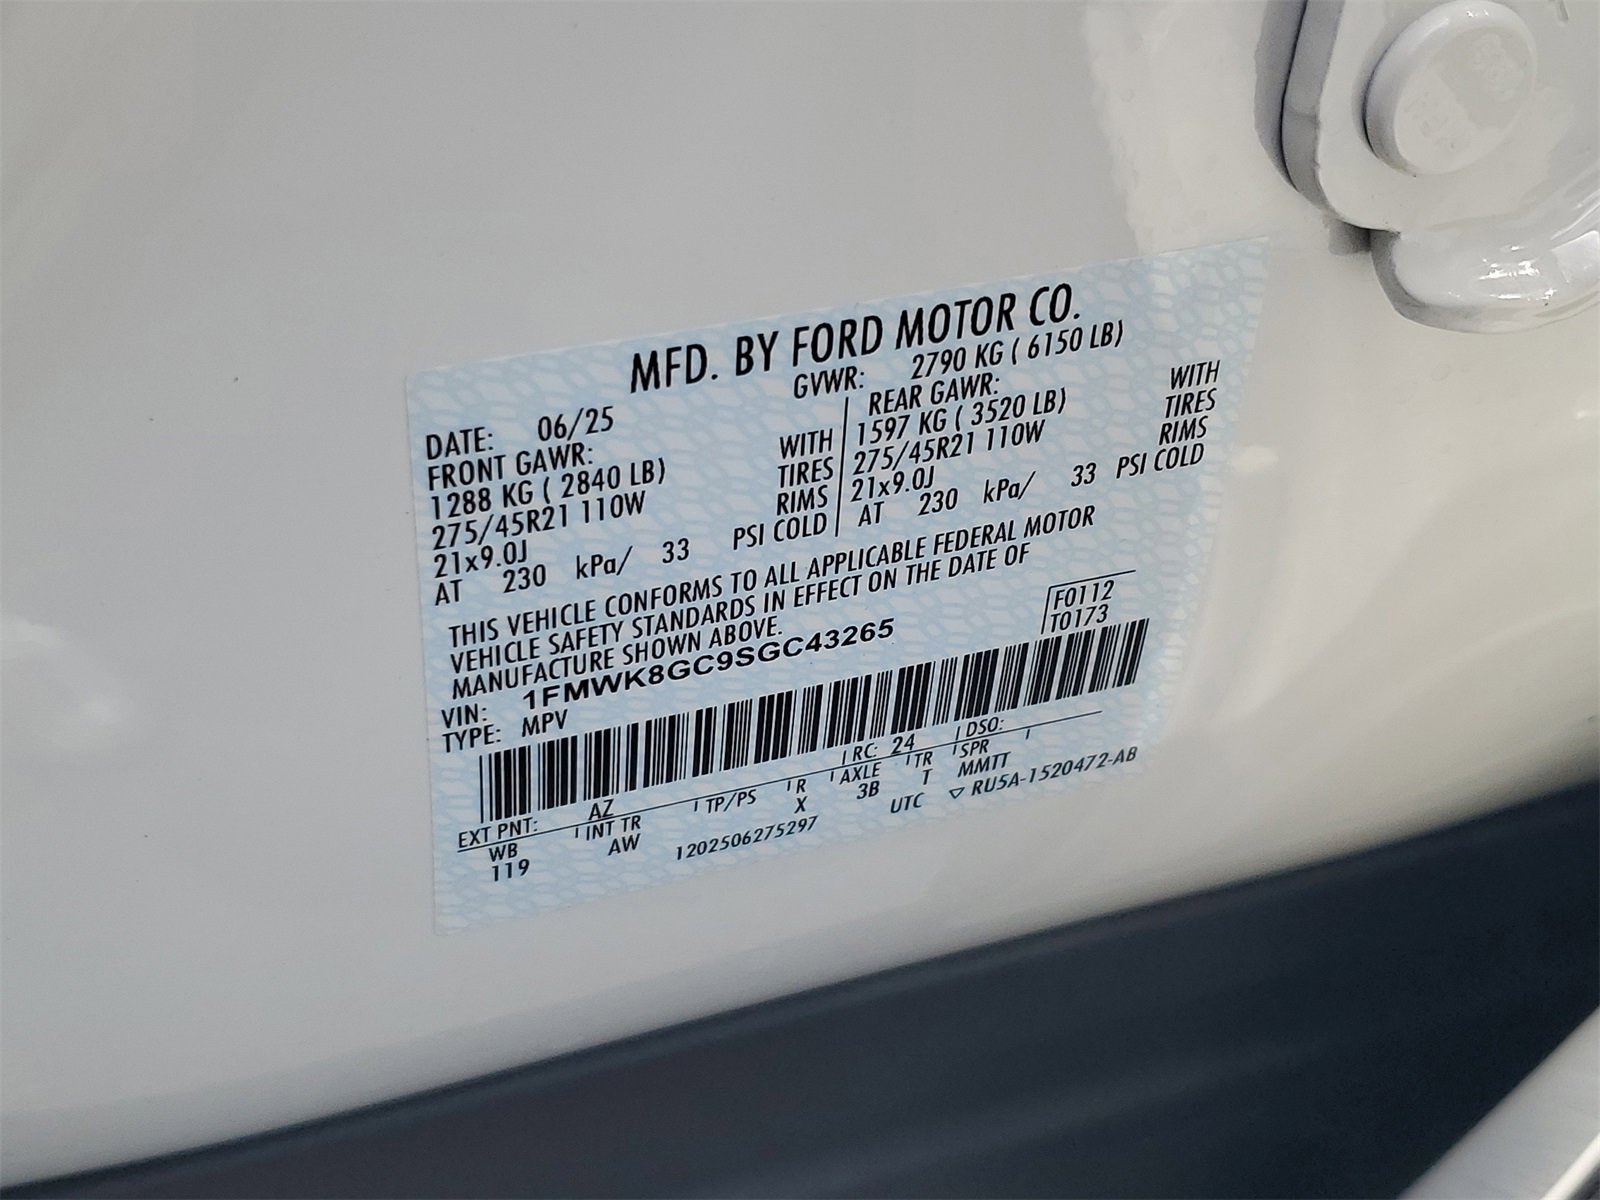 MFD. BY FORD MOTOR CO.
DATE: 06/25 GVWR: 2790 KG ( 6150 LB)
FRONT GAWR: REAR GAWR:
1288 KG ( 2840 LB) WITH 1597 KG ( 3520 LB) WITH
275/45R21 110W TIRES 275/45R21 110W TIRES
21x9.0J RIMS 21x9.0J RIMS
AT 230 kPa/ 33 PSI COLD AT 230 kPa/ 33 PSI COLD
THIS VEHICLE CONFORMS TO ALL APPLICABLE FEDERAL MOTOR
VEHICLE SAFETY STANDARDS IN EFFECT ON THE DATE OF
MANUFACTURE SHOWN ABOVE.
F0112
T0173
VIN: 1FMWK8GC9SGC43265
TYPE: MPV
EXT PNT: AZ RC: 24 DSO:
WB INT TR TP/PS R AXLE TR SPR
119 AW X 3B T MMTT
1202506275297 UTC ▽ RU5A-1520472-AB